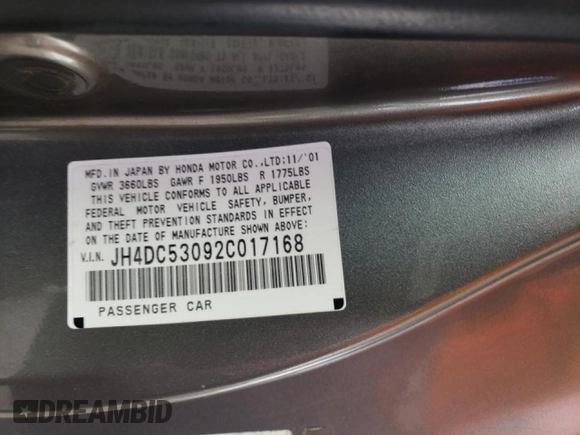 MFD.IN JAPAN BY HONDA MOTOR CO.,LTD:11/'01
GVWR 3660LBS GAWR F 1950LBS R 1775LBS
THIS VEHICLE CONFORMS TO ALL APPLICABLE
FEDERAL MOTOR VEHICLE SAFETY, BUMPER,
AND THEFT PREVENTION STANDARDS IN EFFECT
ON THE DATE OF MANUFACTURE SHOWN ABOVE:
V.I.N. JH4DC53092C017168
PASSENGER CAR
DREAMBID